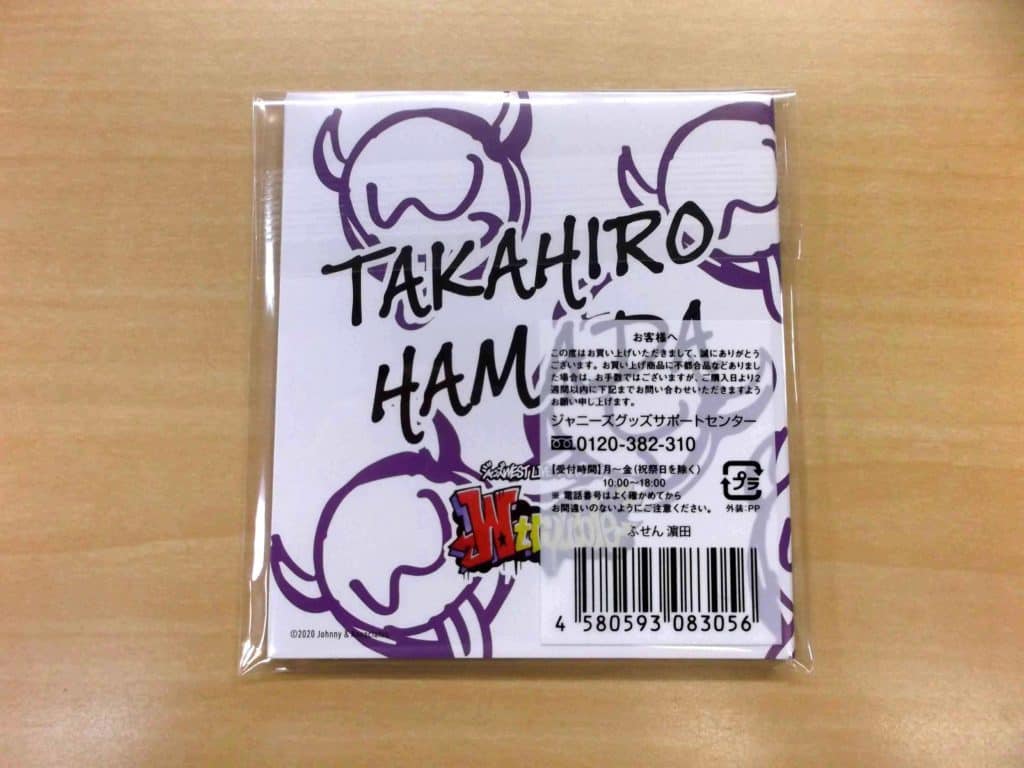 TAKAHIRO
HAMADA
お客様へ
この度はお買い上げいただきまして、誠にありがとう
ございます。お買い上げ商品に不都合品などありまし
た場合は、お手数ではございますが、ご購入日より2
週間以内に下記までお問い合わせいただきますよう
お願い申し上げます。
ジャニーズグッズサポートセンター
0120-382-310
【受付時間】月〜金(祝祭日を除く)
10:00〜18:00
※ 電話番号はよく確かめてから
お間違いのないようにご注意ください。
プラ
外装:PP
W trouble
ふせん 濵田
4 580593 083056
©2020 Johnny &